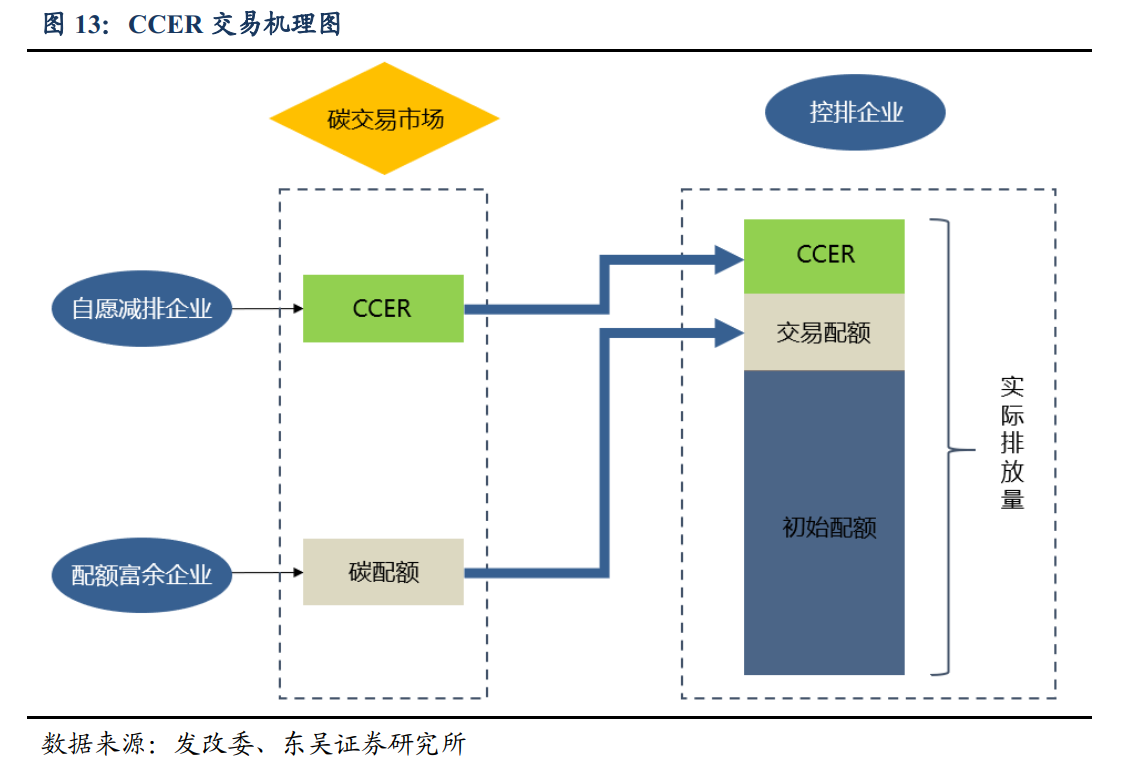 图 13：CCER 交易机理图
碳交易市场
控排企业
自愿减排企业
CCER
CCER
交易配额
初始配额
实际排放量
配额富余企业
碳配额
数据来源：发改委、东吴证券研究所